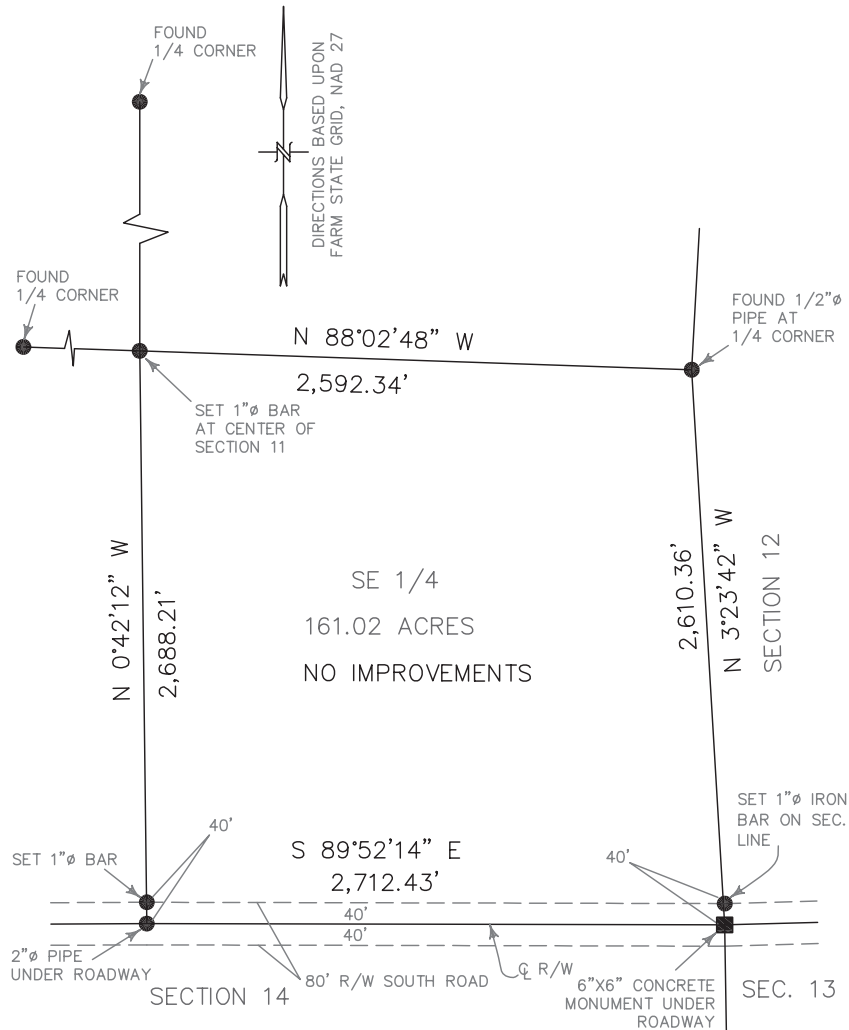 FOUND
1/4 CORNER
DIRECTIONS BASED UPON
FARM STATE GRID, NAD 27
N
FOUND
1/4 CORNER
N 88°02'48” W
2,592.34'
FOUND 1/2”ø
PIPE AT
1/4 CORNER
SET 1”ø BAR
AT CENTER OF
SECTION 11
N 0°42'12” W
2,688.21'
SE 1/4
161.02 ACRES
NO IMPROVEMENTS
2,610.36'
N 3°23'42” W
SECTION 12
SET 1”ø IRON
BAR ON SEC.
LINE
40'
SET 1”ø BAR
S 89°52'14” E
2,712.43'
40'
40'
40'
2”ø PIPE
UNDER ROADWAY
80' R/W SOUTH ROAD
℄ R/W
6”X6” CONCRETE
MONUMENT UNDER
ROADWAY
SECTION 14
SEC. 13